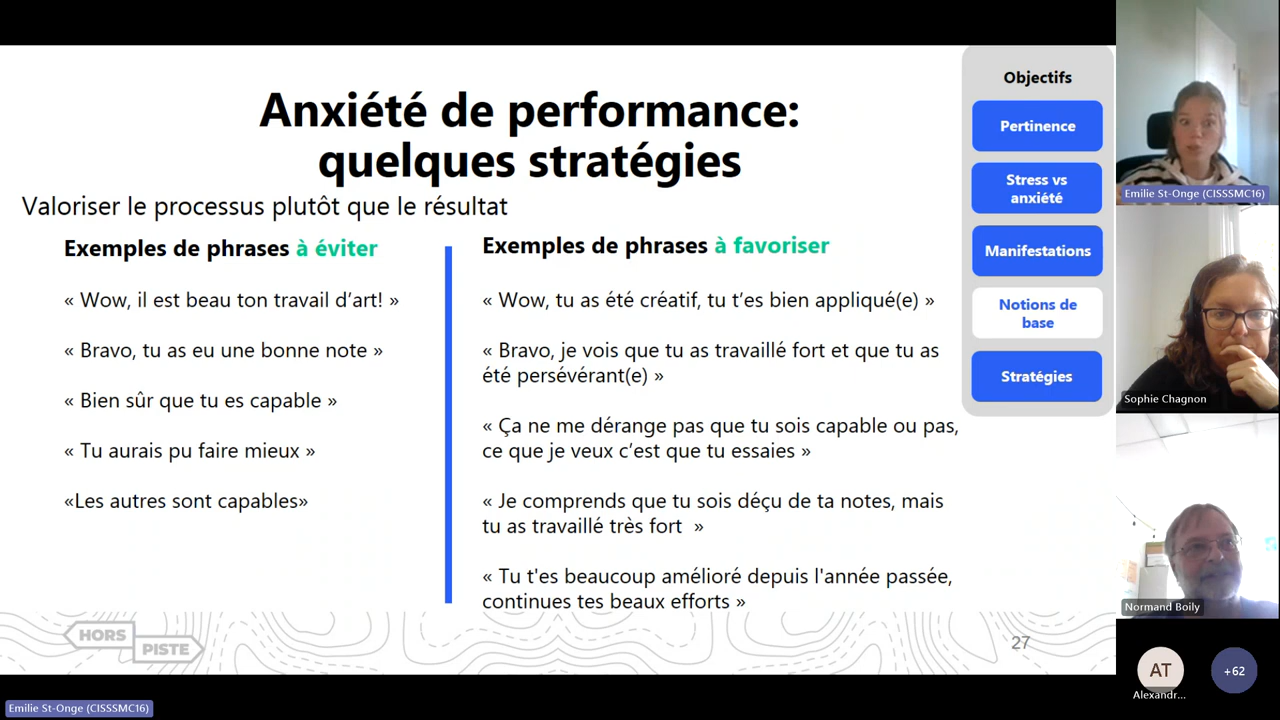 Anxiété de performance:
quelques stratégies
Valoriser le processus plutôt que le résultat
Exemples de phrases à éviter
« Wow, il est beau ton travail d'art! »
« Bravo, tu as eu une bonne note »
« Bien sûr que tu es capable »
« Tu aurais pu faire mieux »
«Les autres sont capables»
Exemples de phrases à favoriser
« Wow, tu as été créatif, tu t'es bien appliqué(e) »
« Bravo, je vois que tu as travaillé fort et que tu as
été persévérant(e) »
« Ça ne me dérange pas que tu sois capable ou pas,
ce que je veux c'est que tu essaies »
« Je comprends que tu sois déçu de ta notes, mais
tu as travaillé très fort »
« Tu t'es beaucoup amélioré depuis l'année passée,
continues tes beaux efforts »
HORS
PISTE
27
Objectifs
Pertinence
Stress vs
anxiété
Manifestations
Notions de
base
Stratégies
Emilie St-Onge (CISSSMC16)
Sophie Chagnon
Normand Boily
AT
Alexandr...
+62
Emilie St-Onge (CISSSMC16)